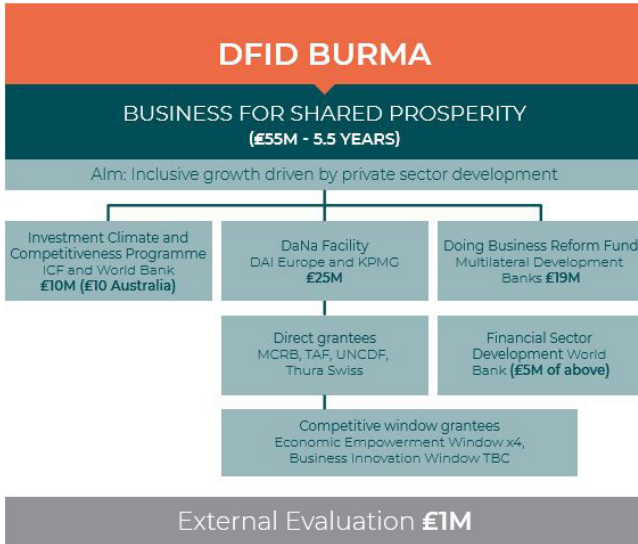 DFID BURMA
BUSINESS FOR SHARED PROSPERITY
(£55M - 5.5 YEARS)
Aim: Inclusive growth driven by private sector development
Investment Climate and
Competitiveness Programme
ICF and World Bank
£10M (£10 Australia)
DaNa Facility
DAI Europe and KPMG
£25M
Doing Business Reform Fund
Multilateral Development
Banks £19M
Direct grantees
MCRB, TAF, UNCDF,
Thura Swiss
Financial Sector
Development World
Bank (£5M of above)
Competitive window grantees
Economic Empowerment Window x4,
Business Innovation Window TBC
External Evaluation £1M